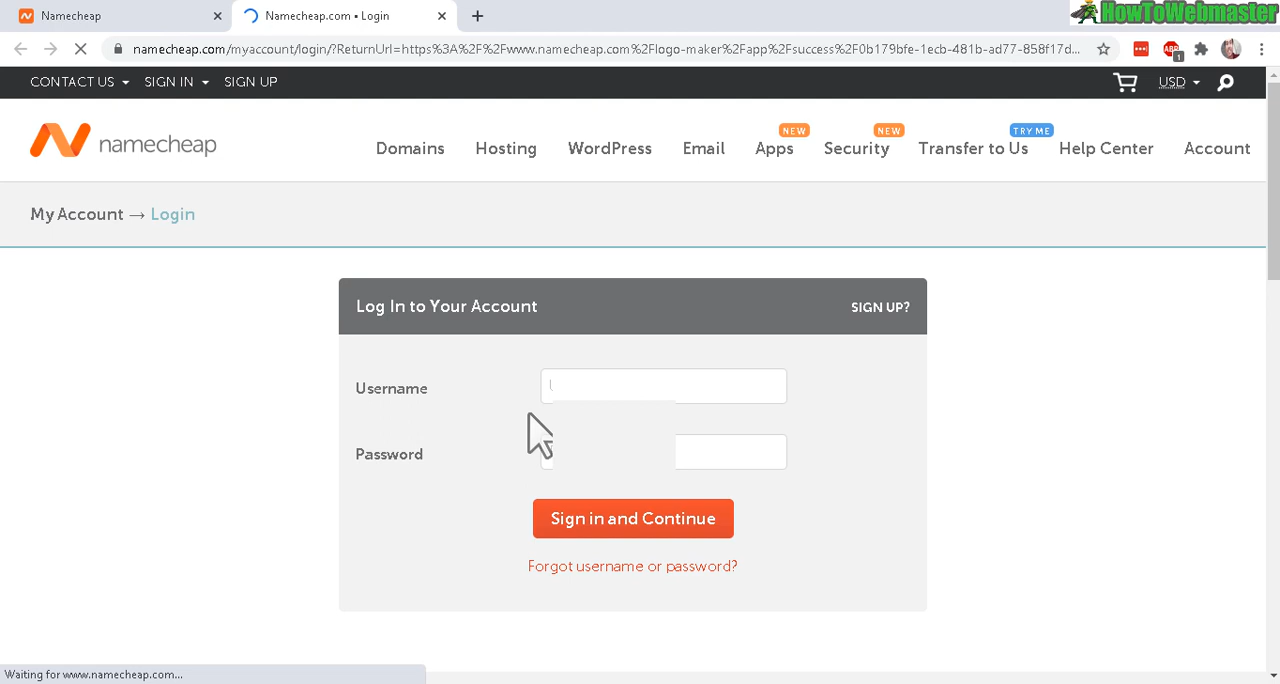 Namecheap
Namecheap.com • Login
HowToWebmaster
namecheap.com/myaccount/login/?ReturnUrl=https%3A%2F%2Fwww.namecheap.com%2Flogo-maker%2Fapp%2Fsuccess%2F0b179bfe-1ecb-481b-ad77-858f17d...
ABP
1
CONTACT US
SIGN IN
SIGN UP
USD
NEW
NEW
TRY ME
namecheap
Domains
Hosting
WordPress
Email
Apps
Security
Transfer to Us
Help Center
Account
My Account → Login
Log In to Your Account
SIGN UP?
Username
Password
Sign in and Continue
Forgot username or password?
Waiting for www.namecheap.com...